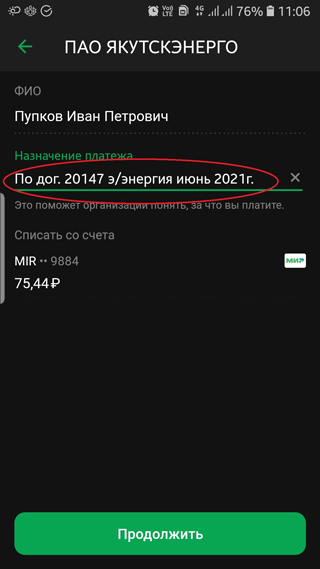 Vo)) LTE 4G 76% 11:06
ПАО ЯКУТСКЭНЕРГО
ФИО
Пупков Иван Петрович
Назначение платежа
По дог. 20147 э/энергия июнь 2021г.
Это поможет организации понять, за что вы платите.
Списать со счета
MIR •• 9884
МИР
75,44 ₽
Продолжить